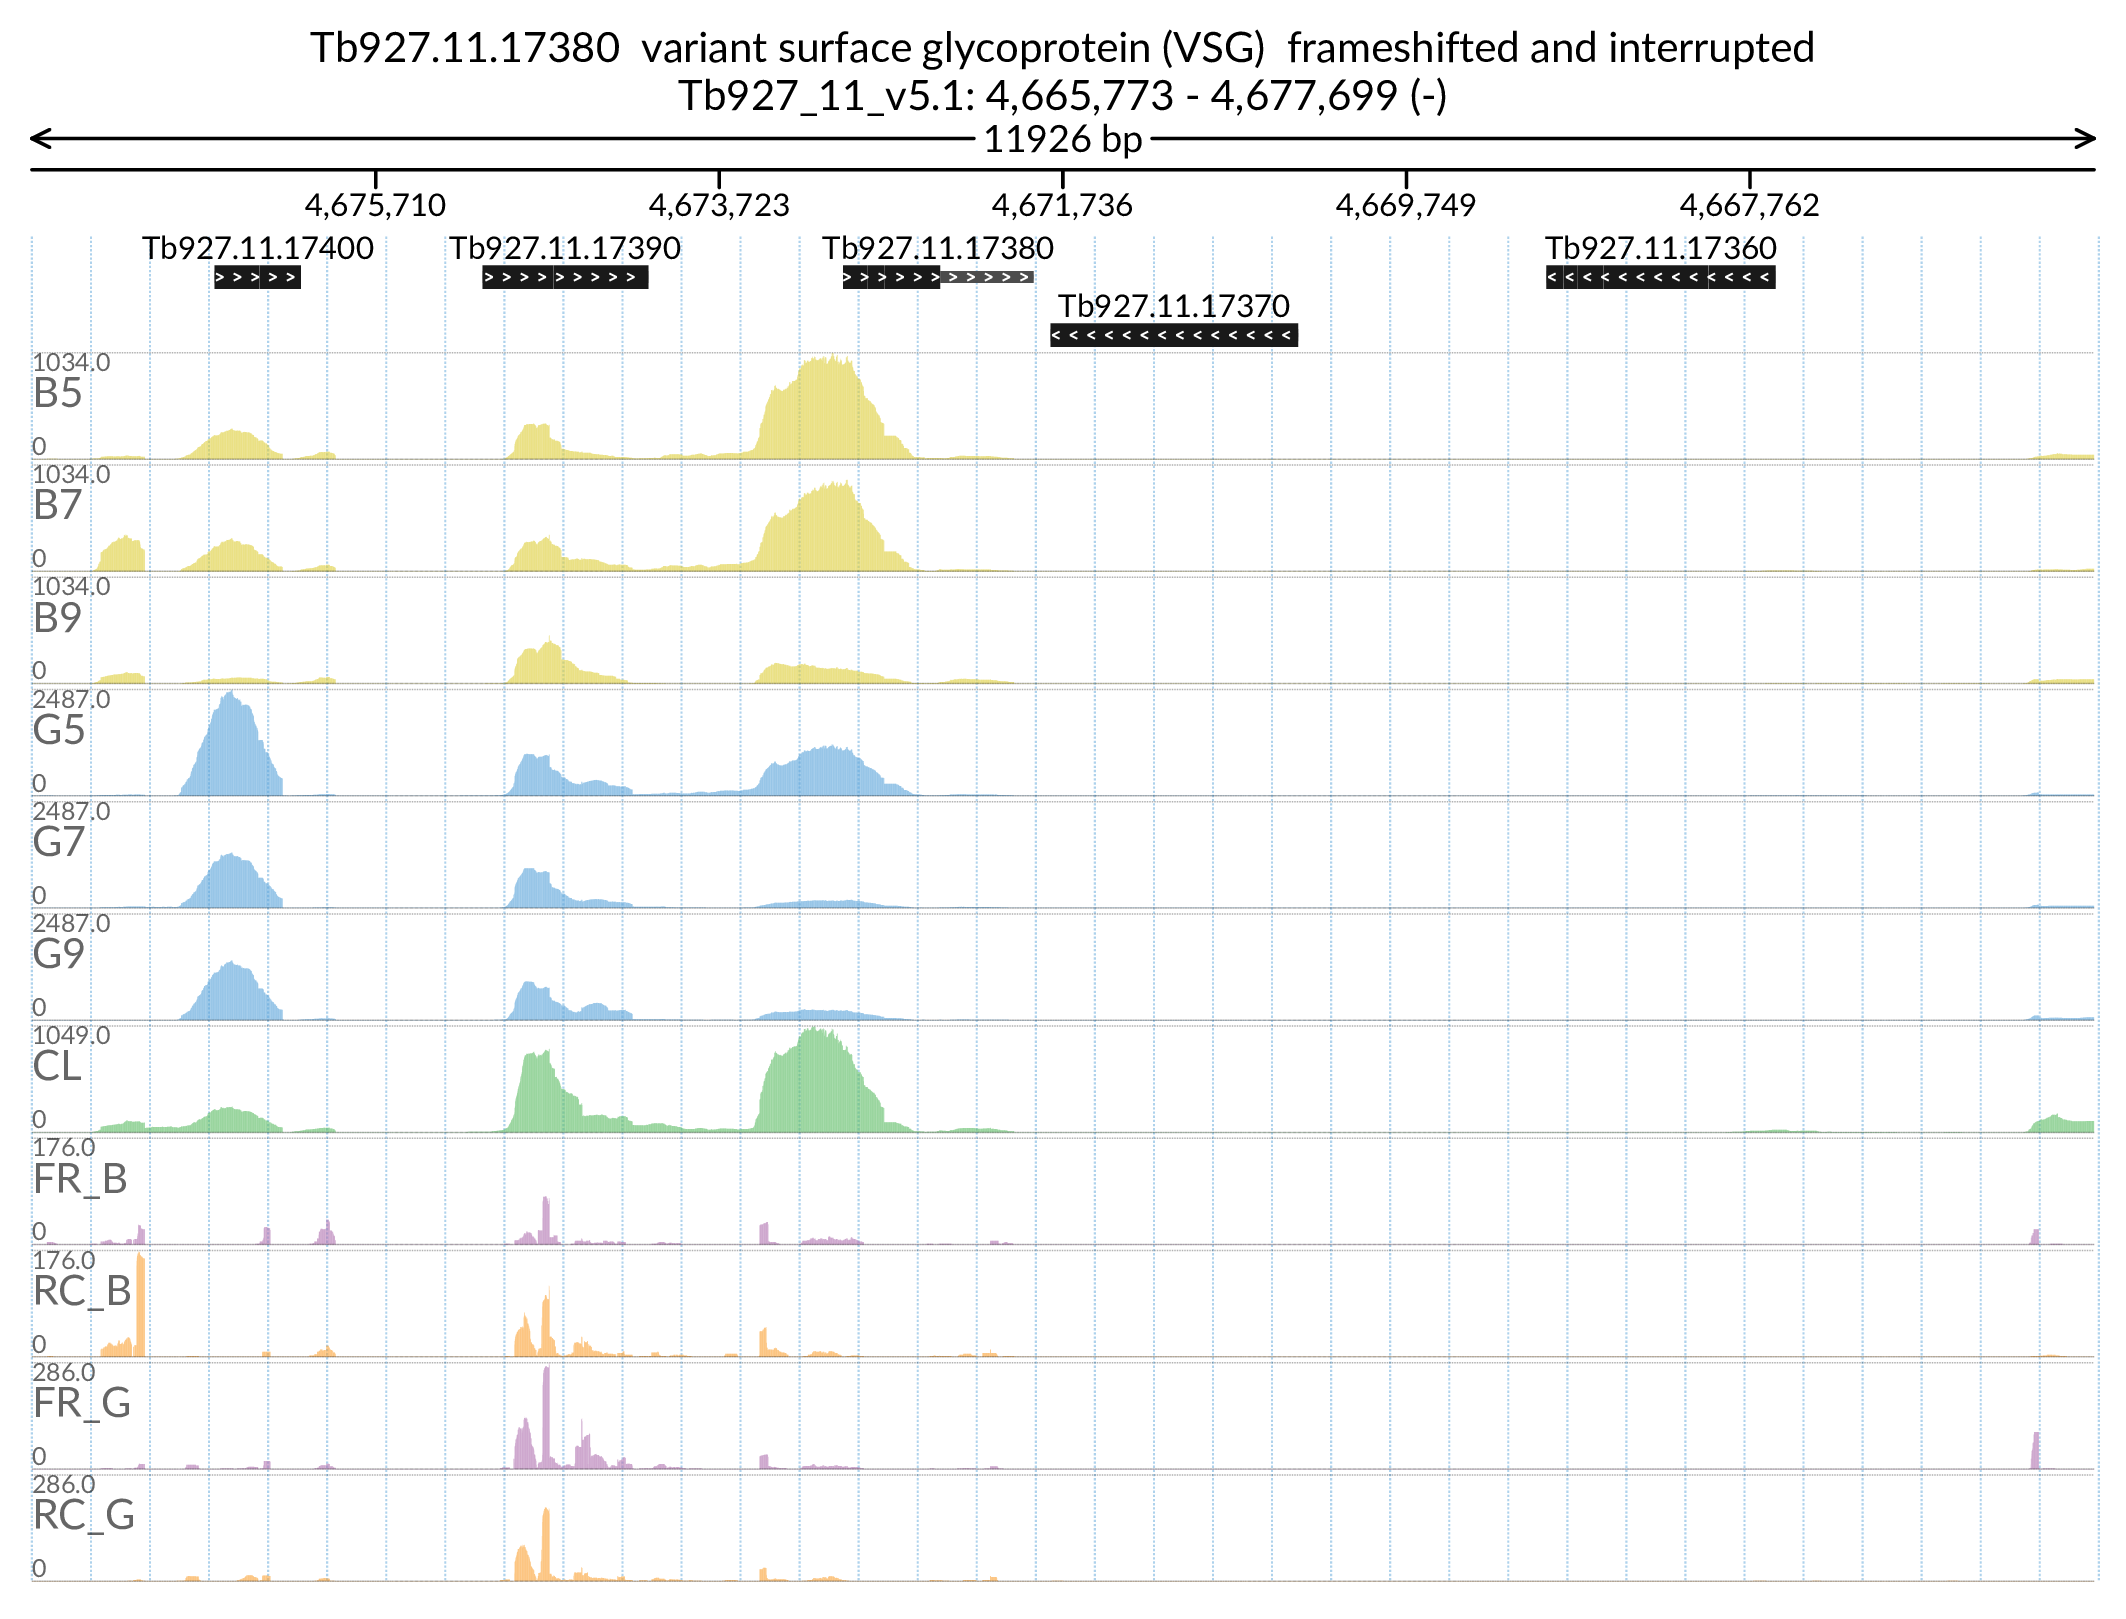 Tb927.11.17380  variant surface glycoprotein (VSG)  frameshifted and interrupted
Tb927_11_v5.1: 4,665,773 - 4,677,699 (-)
11926 bp
4,675,710 4,673,723 4,671,736 4,669,749 4,667,762
Tb927.11.17400 Tb927.11.17390 Tb927.11.17380 Tb927.11.17360
Tb927.11.17370
1034.0
B5
0
1034.0
B7
0
1034.0
B9
0
2487.0
G5
0
2487.0
G7
0
2487.0
G9
0
1049.0
CL
0
176.0
FR_B
0
176.0
RC_B
0
286.0
FR_G
0
286.0
RC_G
0